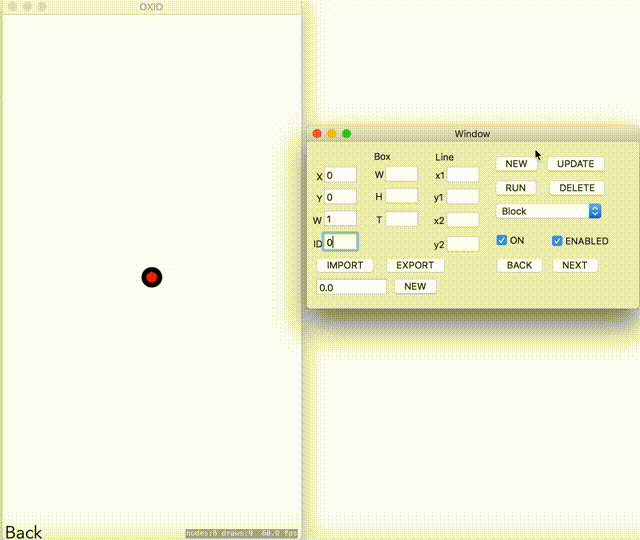 OXIO
Window
Box Line
X 0 W x1 NEW UPDATE
Y 0 H y1 RUN DELETE
W 1 T x2 Block
ID 0 y2 ON ENABLED
IMPORT EXPORT BACK NEXT
0.0 NEW
Back
nodes:6 draws:9 60.0 fps